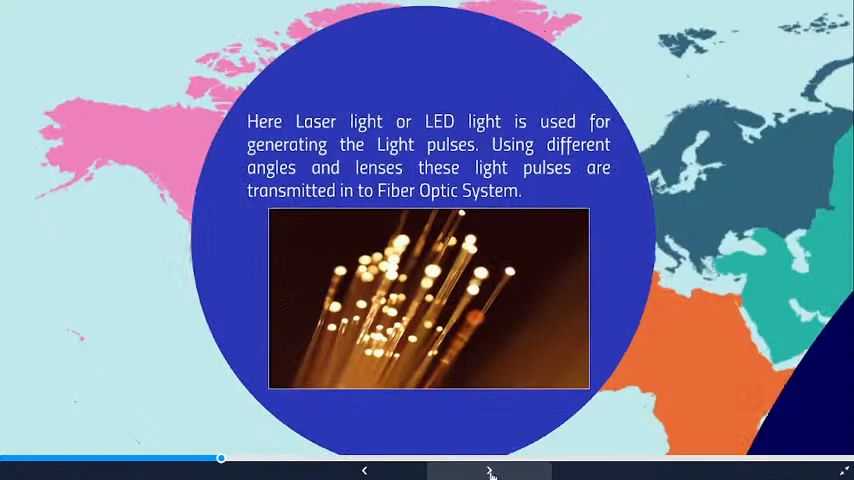 Here Laser light or LED light is used for
generating the Light pulses. Using different
angles and lenses these light pulses are
transmitted in to Fiber Optic System.